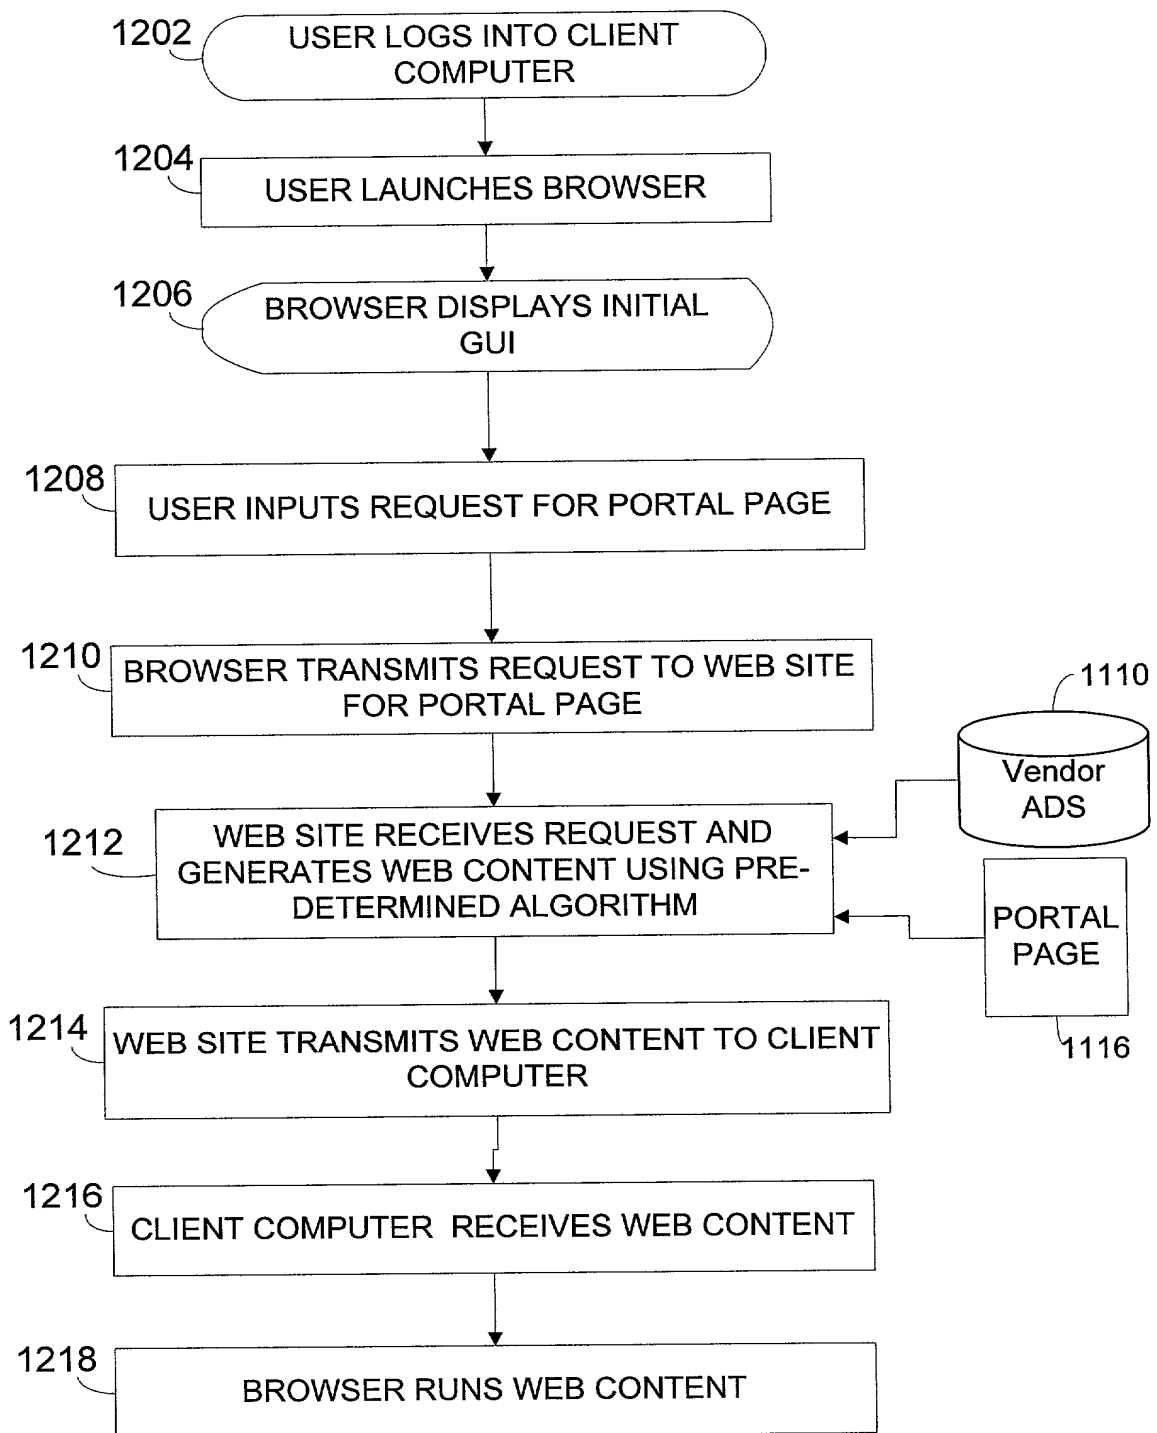 1202
USER LOGS INTO CLIENT
COMPUTER
1204
USER LAUNCHES BROWSER
1206
BROWSER DISPLAYS INITIAL
GUI
1208
USER INPUTS REQUEST FOR PORTAL PAGE
1210
BROWSER TRANSMITS REQUEST TO WEB SITE
FOR PORTAL PAGE
1110
Vendor
ADS
1212
WEB SITE RECEIVES REQUEST AND
GENERATES WEB CONTENT USING PRE-
DETERMINED ALGORITHM
PORTAL
PAGE
1116
1214
WEB SITE TRANSMITS WEB CONTENT TO CLIENT
COMPUTER
1216
CLIENT COMPUTER RECEIVES WEB CONTENT
1218
BROWSER RUNS WEB CONTENT